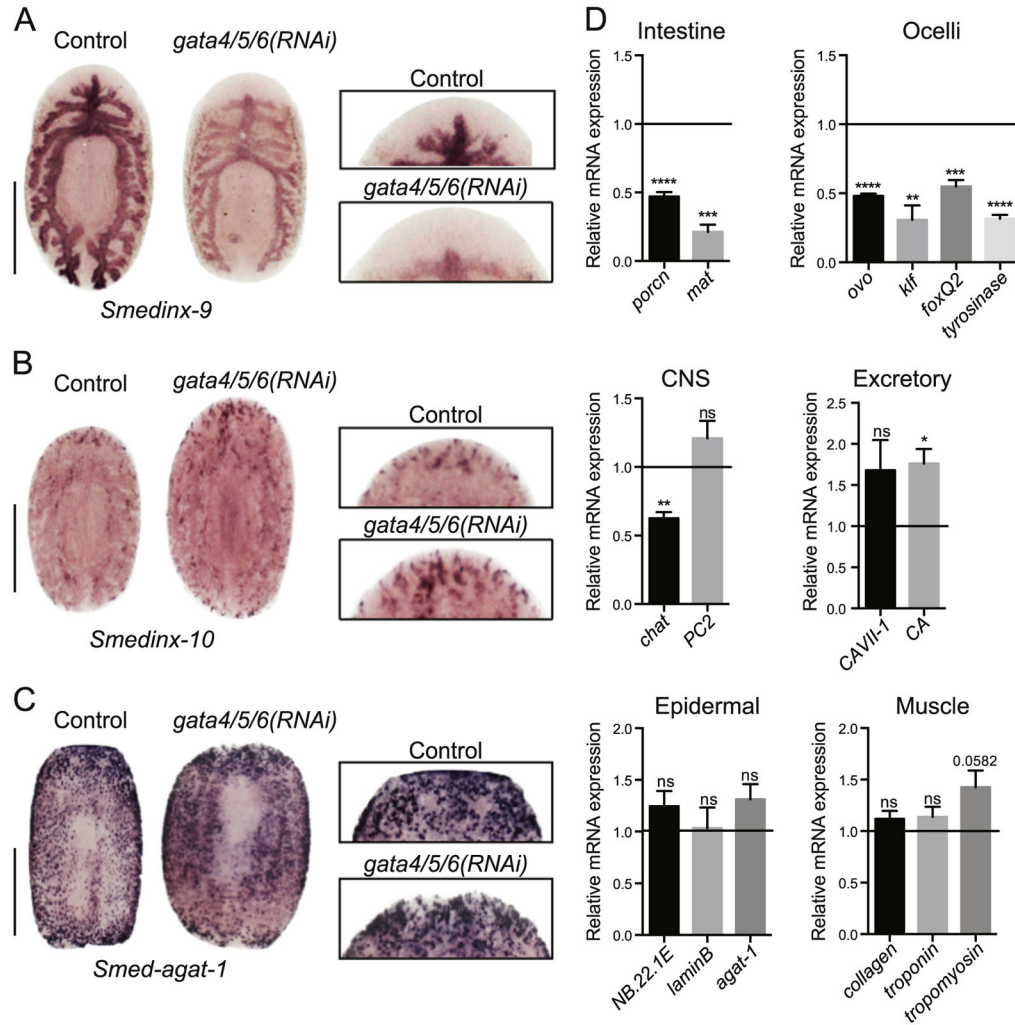 A
Control
gata4/5/6(RNAi)
Control
gata4/5/6(RNAi)
Smedinx-9
B
Control
gata4/5/6(RNAi)
Control
gata4/5/6(RNAi)
Smedinx-10
C
Control
gata4/5/6(RNAi)
Control
gata4/5/6(RNAi)
Smed-agat-1
D
Intestine
Relative mRNA expression
1.5
1.0
0.5
0.0
****
***
porcn
mat
Ocelli
Relative mRNA expression
1.5
1.0
0.5
0.0
****
**
***
****
ovo
klf
foxQ2
tyrosinase
CNS
Relative mRNA expression
1.5
1.0
0.5
0.0
**
ns
chat
PC2
Excretory
Relative mRNA expression
2.5
2.0
1.5
1.0
0.5
0.0
ns
*
CAVII-1
CA
Epidermal
Relative mRNA expression
2.0
1.5
1.0
0.5
0.0
ns
ns
ns
NB.22.1E
laminB
agat-1
Muscle
Relative mRNA expression
2.0
1.5
1.0
0.5
0.0
ns
ns
0.0582
collagen
troponin
tropomyosin